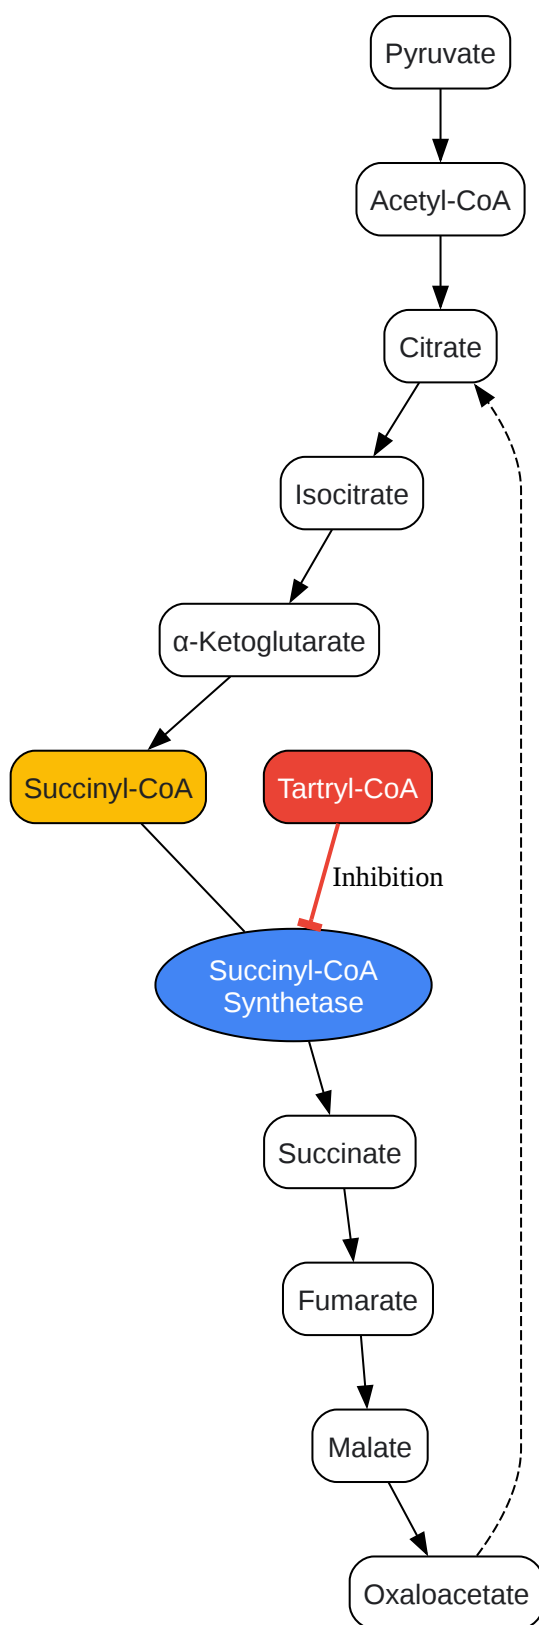 Pyruvate
Acetyl-CoA
Citrate
Isocitrate
α-Ketoglutarate
Succinyl-CoA
Tartryl-CoA
Inhibition
Succinyl-CoA
Synthetase
Succinate
Fumarate
Malate
Oxaloacetate